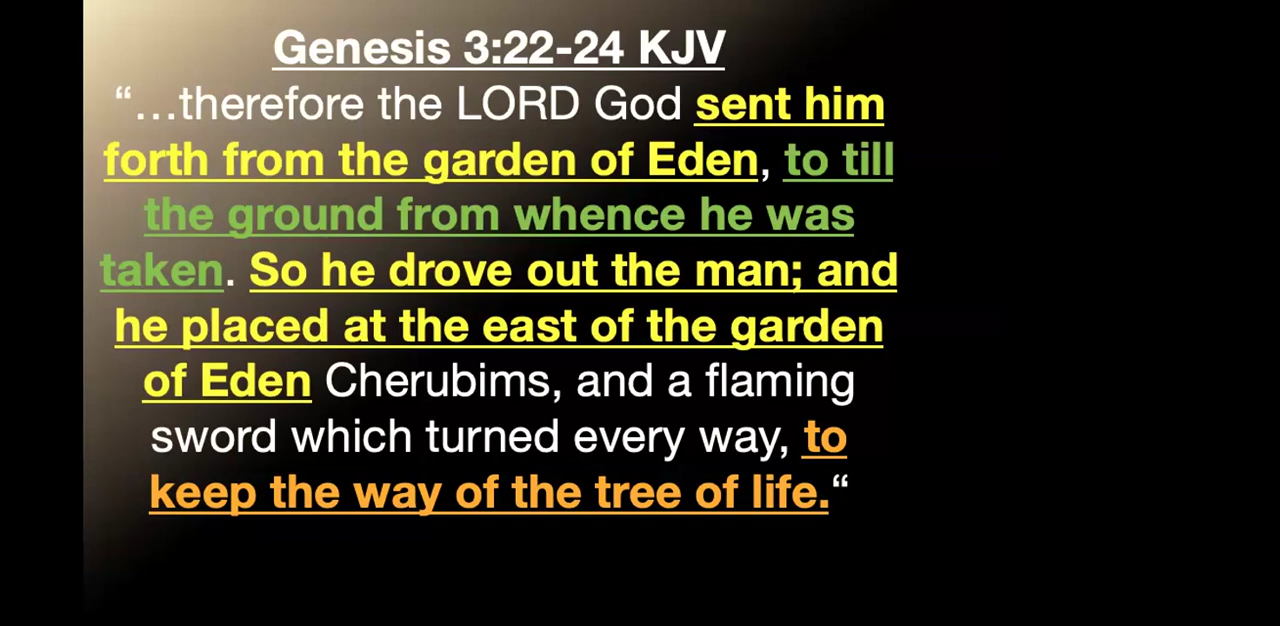 Genesis 3:22-24 KJV
“…therefore the LORD God sent him
forth from the garden of Eden, to till
the ground from whence he was
taken. So he drove out the man; and
he placed at the east of the garden
of Eden Cherubims, and a flaming
sword which turned every way, to
keep the way of the tree of life.“